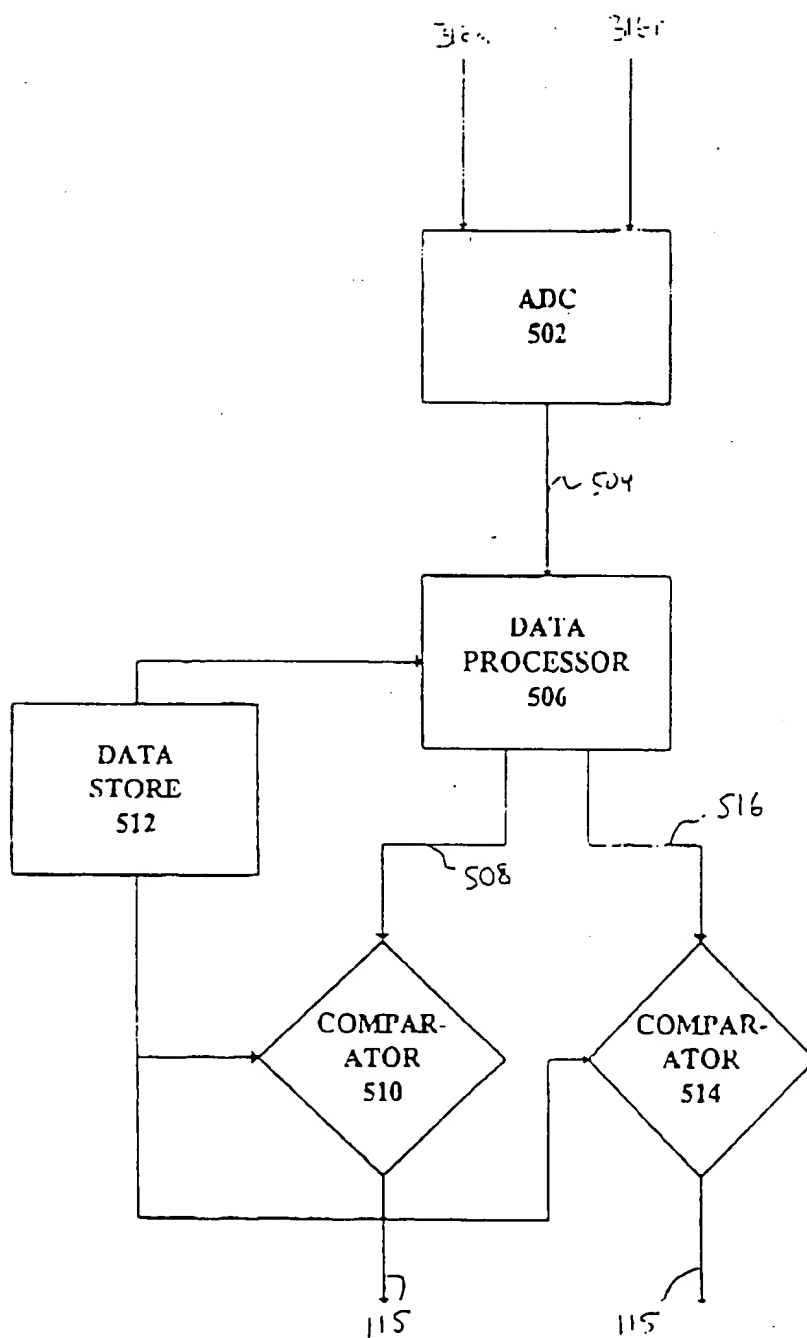 ADC
502
504
DATA
PROCESSOR
506
DATA
STORE
512
516
508
COMPAR-
ATOR
510
COMPAR-
ATOR
514
115
115